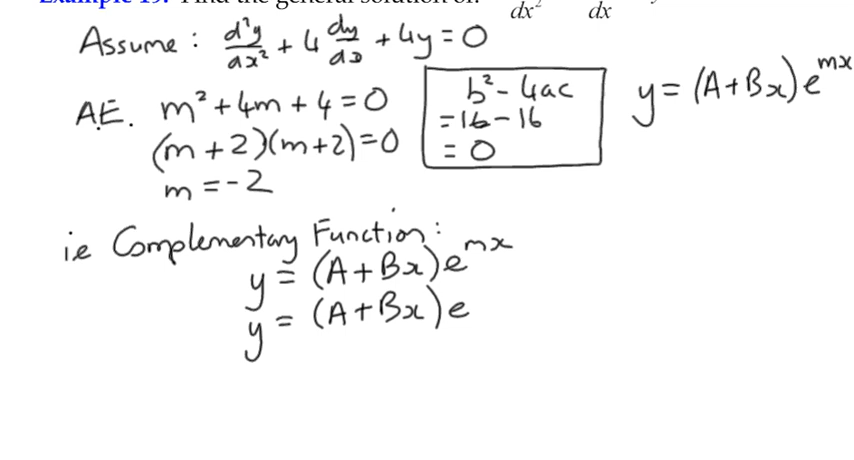 Example 19: Find the general solution of:
dx² dx
Assume : d²y/dx² + 4 dy/dx + 4y = 0
A.E. m² + 4m + 4 = 0
(m + 2)(m + 2) = 0
m = -2
b² - 4ac
= 16 - 16
= 0
y = (A + Bx) e^mx
ie Complementary Function:
y = (A + Bx) e^mx
y = (A + Bx) e